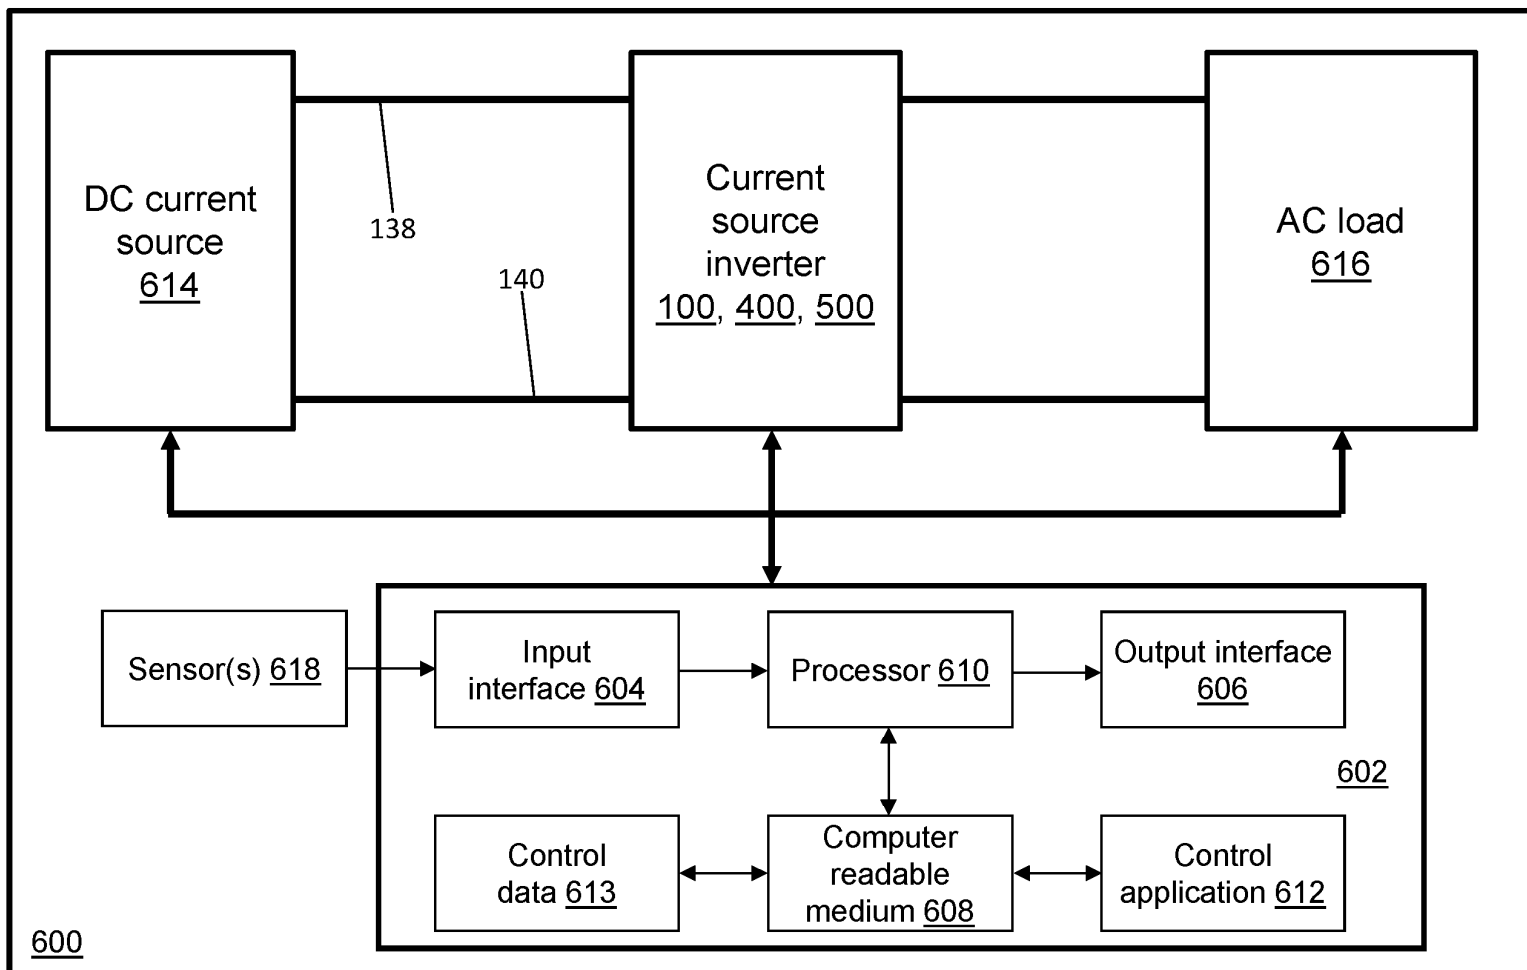 DC current
source
614
138
140
Current
source
inverter
100, 400, 500
AC load
616
Sensor(s) 618
Input
interface 604
Processor 610
Output interface
606
602
Control
data 613
Computer
readable
medium 608
Control
application 612
600